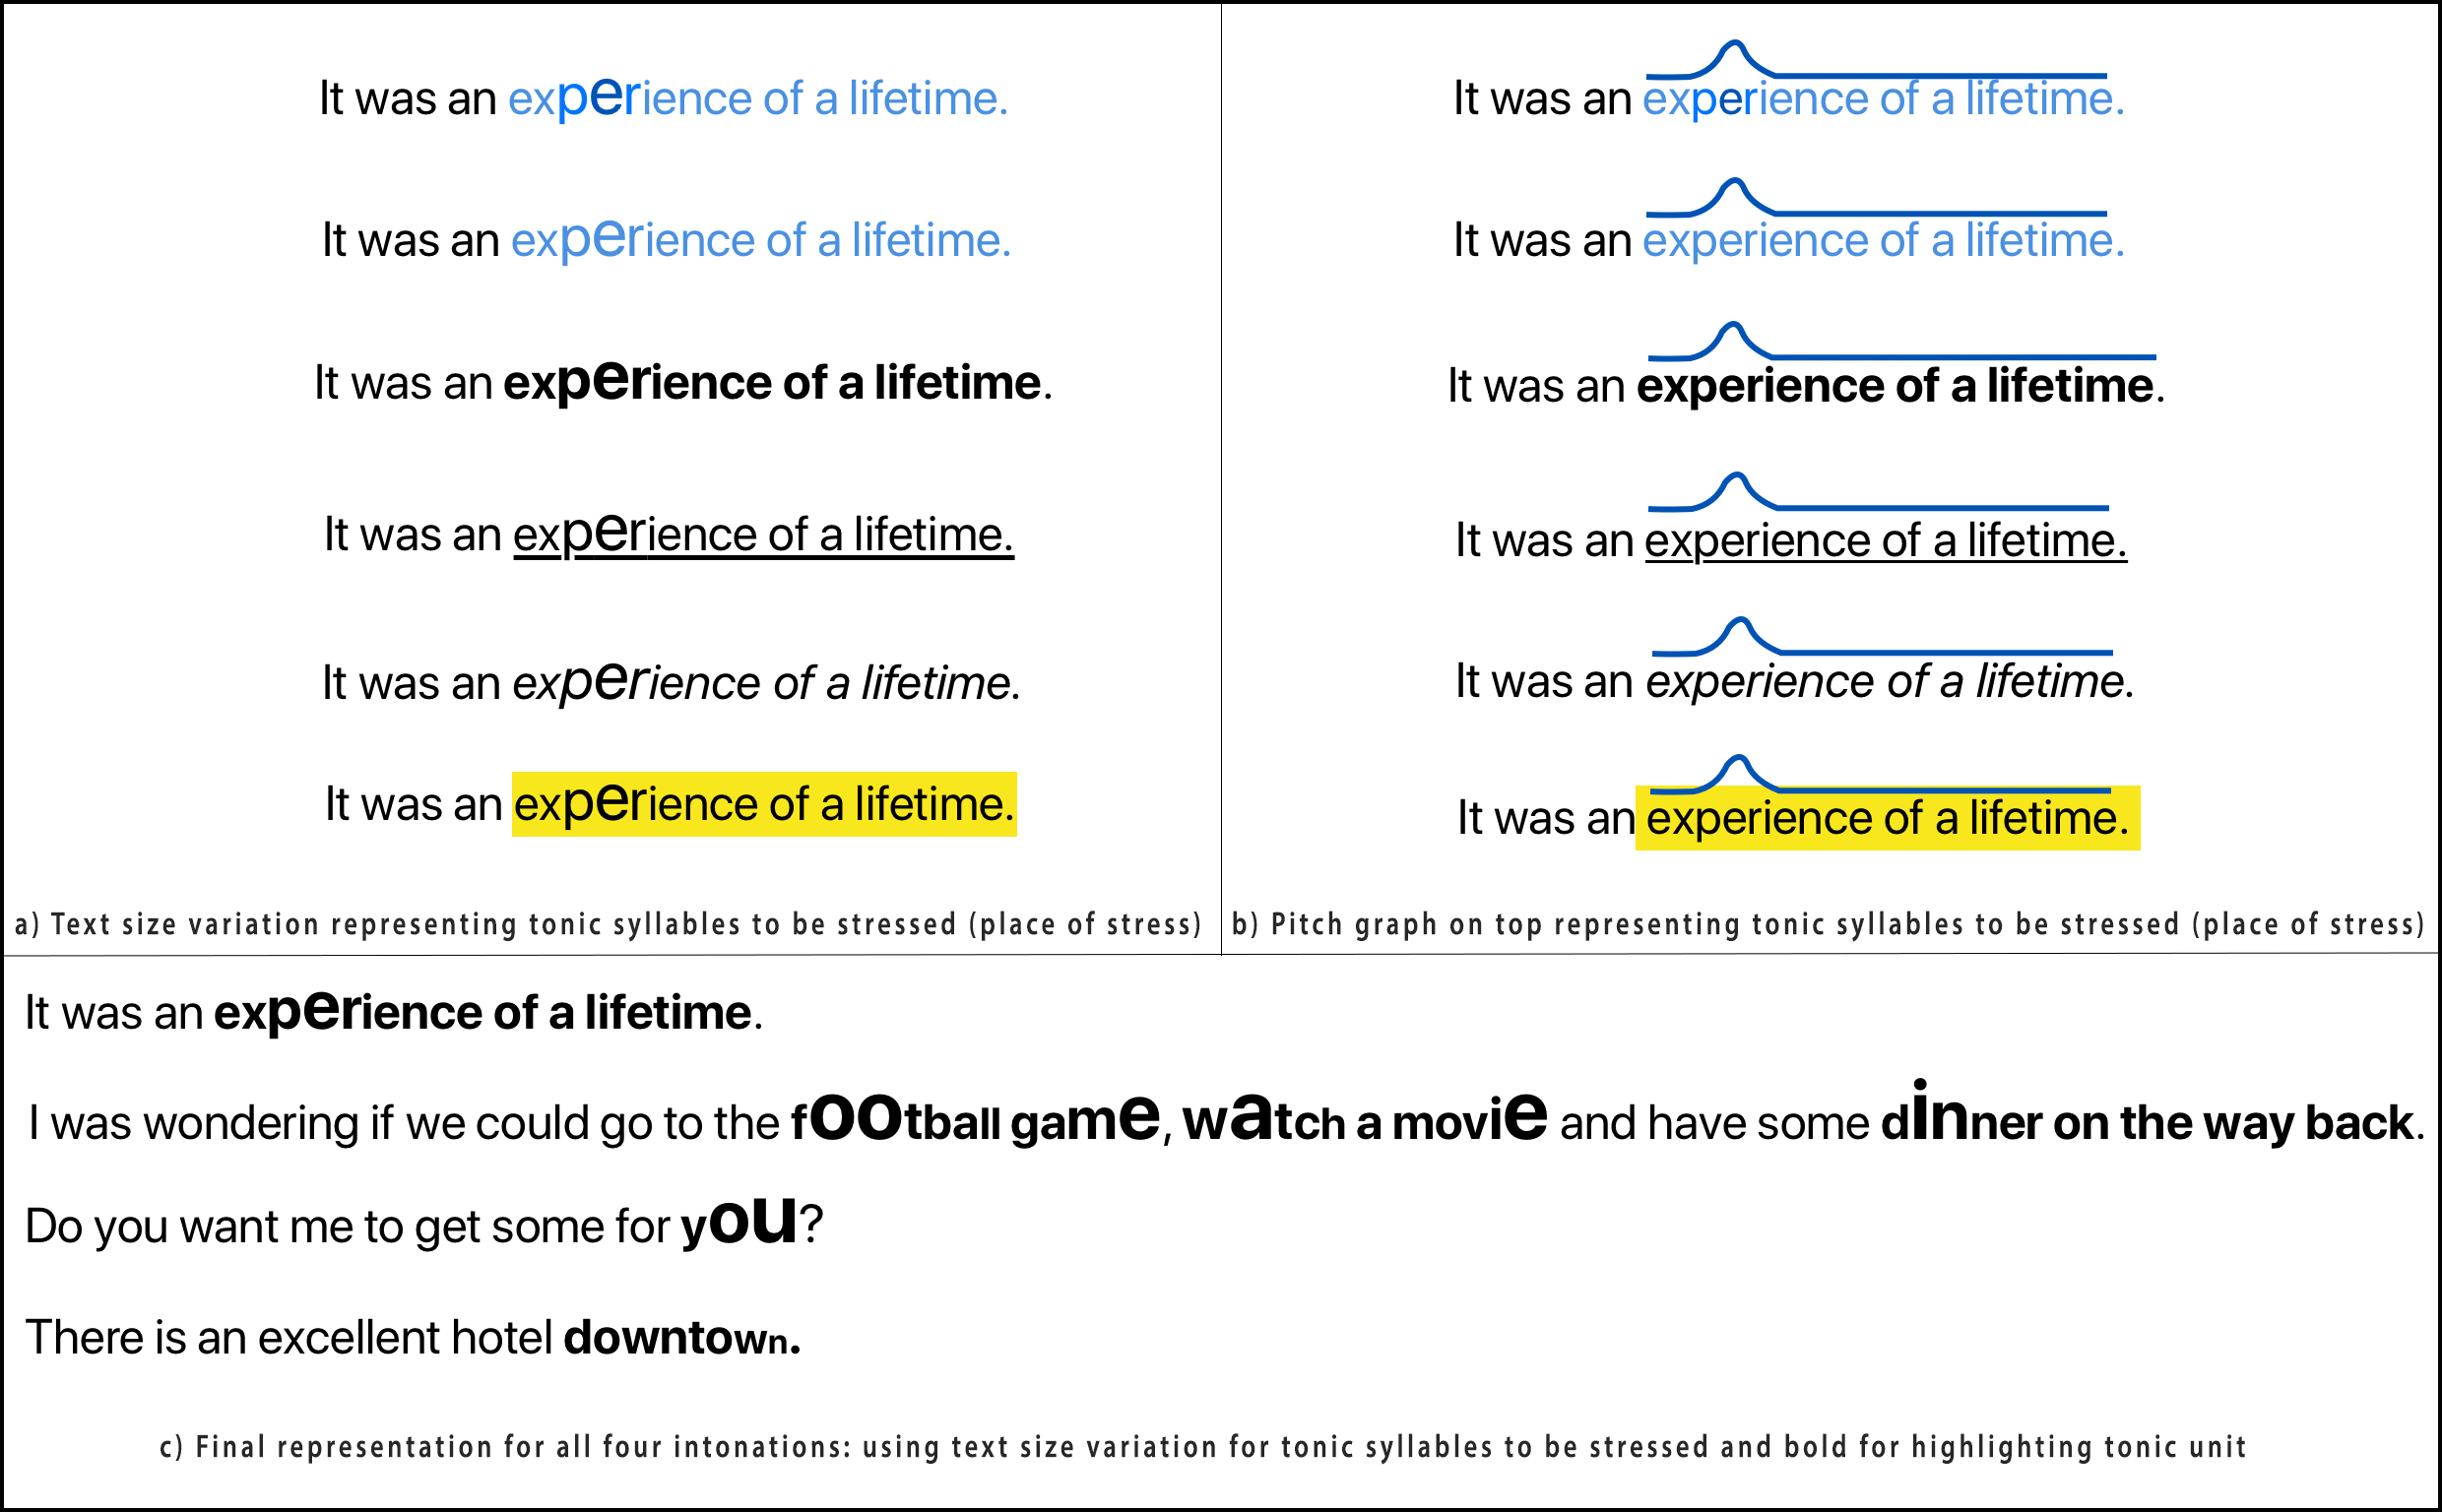 It was an experience of a lifetime.
It was an experience of a lifetime.
It was an experience of a lifetime.
It was an experience of a lifetime.
It was an experience of a lifetime.
It was an experience of a lifetime.
a) Text size variation representing tonic syllables to be stressed (place of stress)
It was an experience of a lifetime.
It was an experience of a lifetime.
It was an experience of a lifetime.
It was an experience of a lifetime.
It was an experience of a lifetime.
It was an experience of a lifetime.
b) Pitch graph on top representing tonic syllables to be stressed (place of stress)
It was an experience of a lifetime.
I was wondering if we could go to the football game, watch a movie and have some dinner on the way back.
Do you want me to get some for you?
There is an excellent hotel downtown.
c) Final representation for all four intonations: using text size variation for tonic syllables to be stressed and bold for highlighting tonic unit